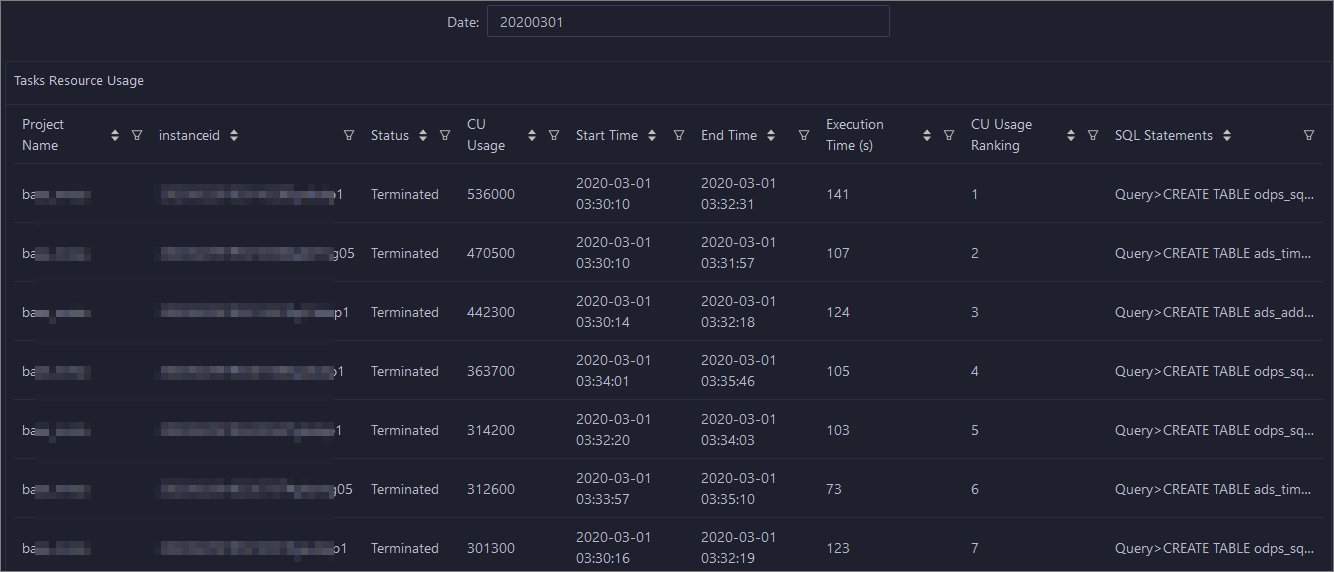 Date: 20200301
Tasks Resource Usage
Project Name instanceid Status CU Usage Start Time End Time Execution Time (s) CU Usage Ranking SQL Statements
Terminated 536000 2020-03-01 03:30:10 2020-03-01 03:32:31 141 1 Query>CREATE TABLE odps_sq...
Terminated 470500 2020-03-01 03:30:10 2020-03-01 03:31:57 107 2 Query>CREATE TABLE ads_tim...
Terminated 442300 2020-03-01 03:30:14 2020-03-01 03:32:18 124 3 Query>CREATE TABLE ads_add...
Terminated 363700 2020-03-01 03:34:01 2020-03-01 03:35:46 105 4 Query>CREATE TABLE odps_sq...
Terminated 314200 2020-03-01 03:32:20 2020-03-01 03:34:03 103 5 Query>CREATE TABLE odps_sq...
Terminated 312600 2020-03-01 03:33:57 2020-03-01 03:35:10 73 6 Query>CREATE TABLE ads_tim...
Terminated 301300 2020-03-01 03:30:16 2020-03-01 03:32:19 123 7 Query>CREATE TABLE odps_sq...